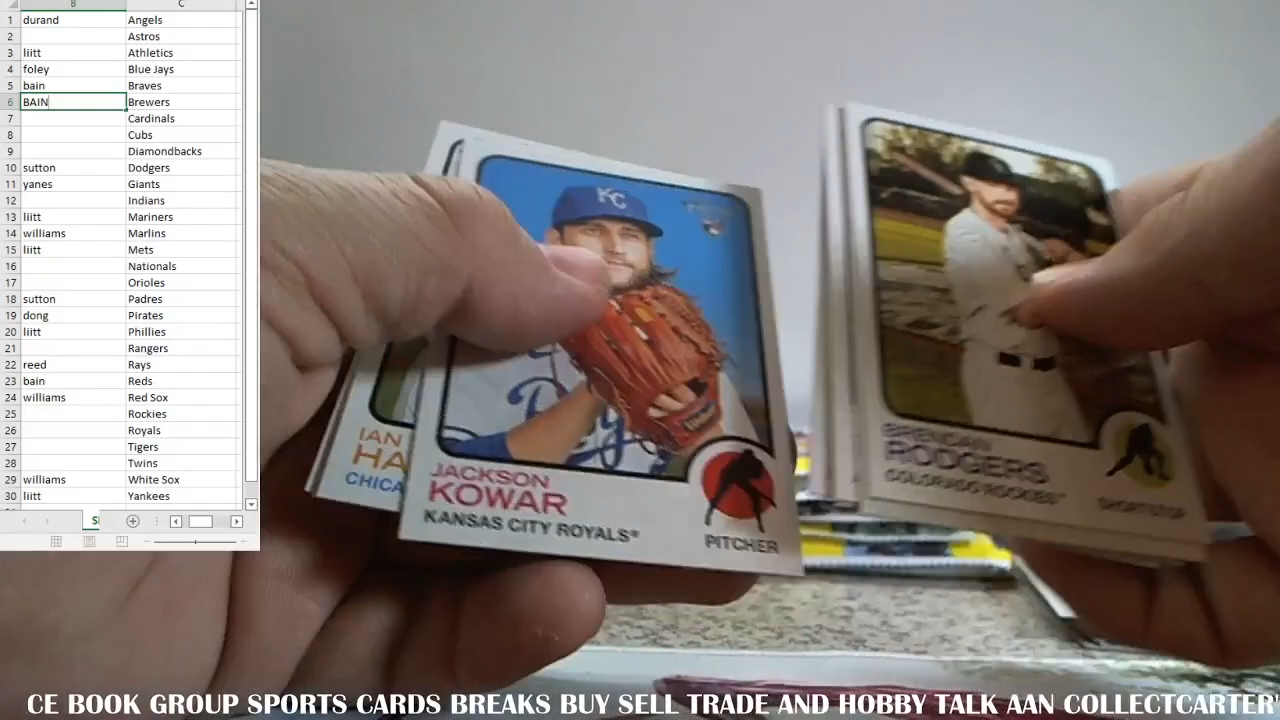 B C
1 durand Angels
2 Astros
3 liitt Athletics
4 foley Blue Jays
5 bain Braves
6 BAIN Brewers
7 Cardinals
8 Cubs
9 Diamondbacks
10 sutton Dodgers
11 yanes Giants
12 Indians
13 liitt Mariners
14 williams Marlins
15 liitt Mets
16 Nationals
17 Orioles
18 sutton Padres
19 dong Pirates
20 liitt Phillies
21 Rangers
22 reed Rays
23 bain Reds
24 williams Red Sox
25 Rockies
26 Royals
27 Tigers
28 Twins
29 williams White Sox
30 liitt Yankees
KC
IAN
HA
CHICA
JACKSON
KOWAR
KANSAS CITY ROYALS*
PITCHER
BRENDAN
RODGERS
COLORADO ROCKIES
SHORTSTOP
CE BOOK GROUP SPORTS CARDS BREAKS BUY SELL TRADE AND HOBBY TALK AAN COLLECTCARTER'